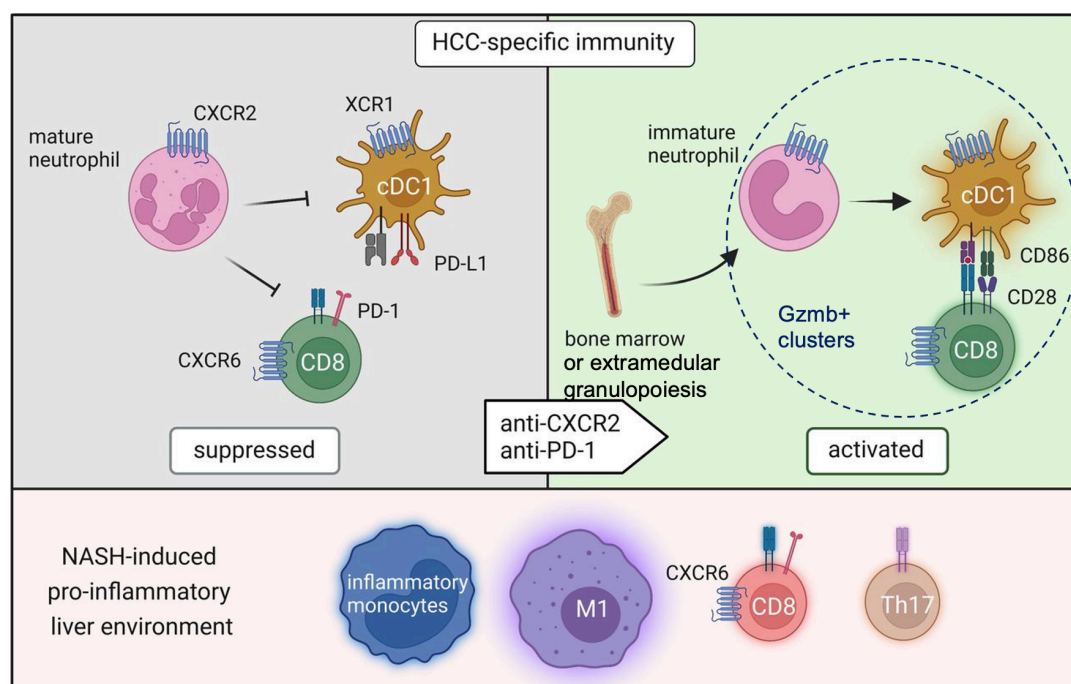 HCC-specific immunity
mature
neutrophil
CXCR2
XCR1
cDC1
PD-L1
PD-1
CXCR6
CD8
suppressed
anti-CXCR2
anti-PD-1
immature
neutrophil
cDC1
CD86
CD28
CD8
Gzmb+
clusters
bone marrow
or extramedular
granulopoiesis
activated
NASH-induced
pro-inflammatory
liver environment
inflammatory
monocytes
M1
CXCR6
CD8
Th17